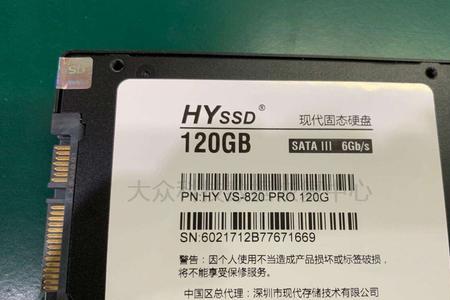 SD
HYSSD® 现代固态硬盘
120GB SATA III 6Gb/s
PN:HY VS-820 PRO 120G
SN:6021712B77671669
警告：因个人使用不当造成产品损坏或标签破损，
将不能享受保修服务。
中国区总代理：深圳市现代存储技术有限